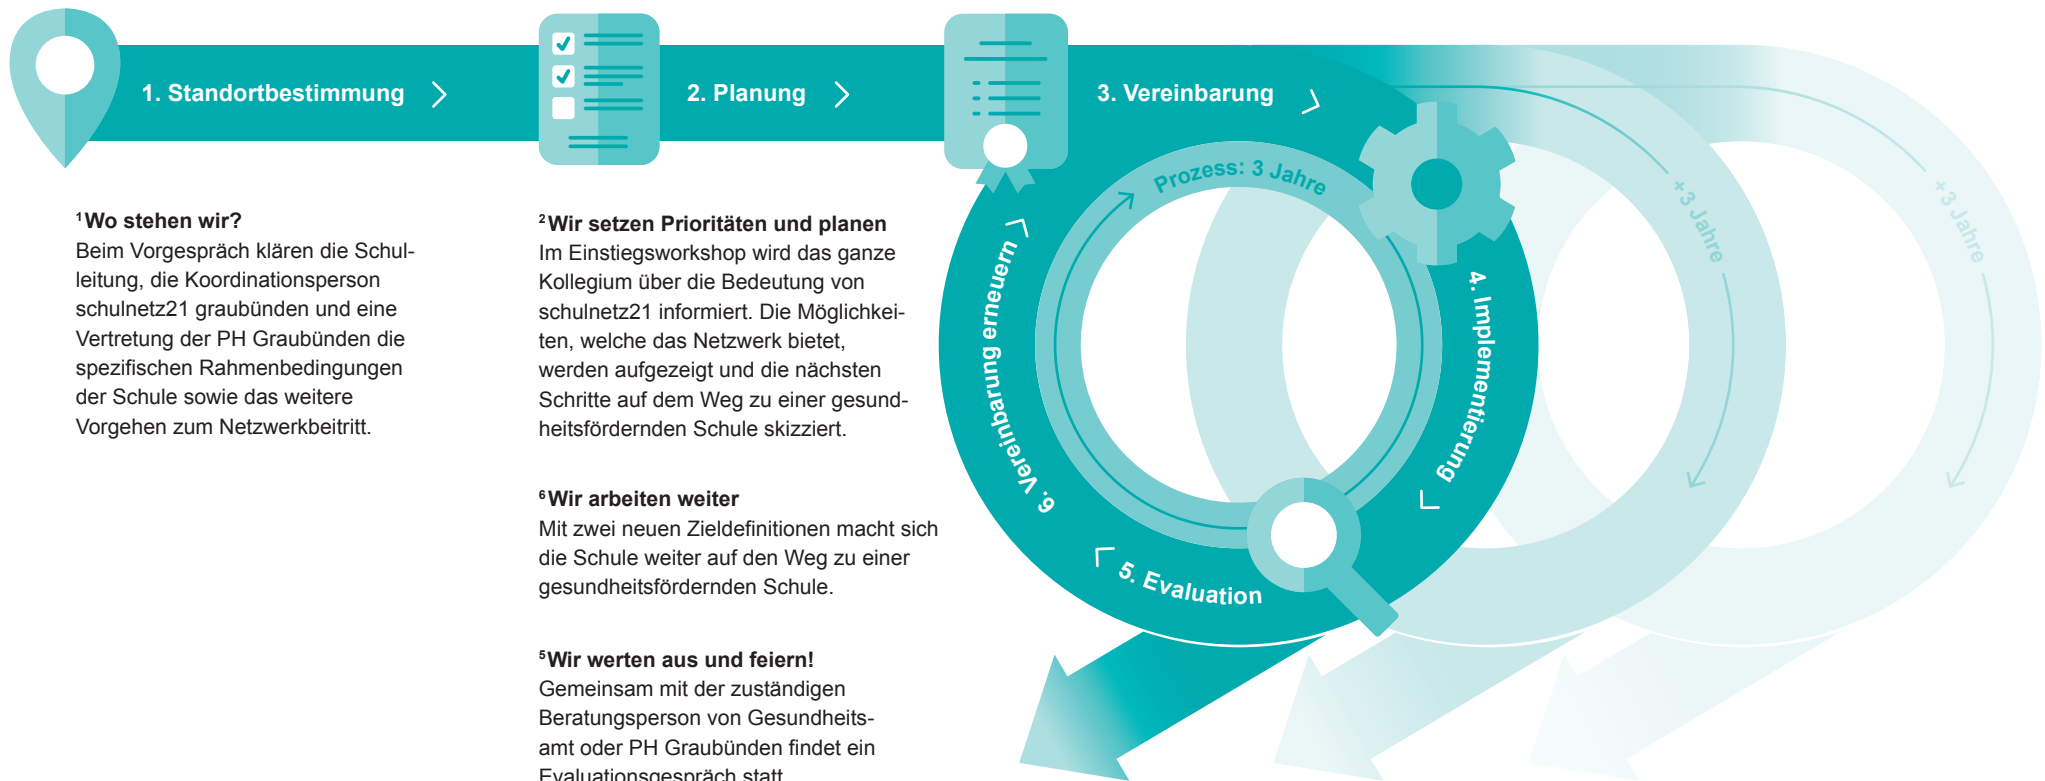 1. Standortbestimmung
2. Planung
3. Vereinbarung
Prozess: 3 Jahre
4. Implementierung
5. Evaluation
6. Vereinbarung erneuern
+3 Jahre
+3 Jahre
¹Wo stehen wir?
Beim Vorgespräch klären die Schul-
leitung, die Koordinationsperson
schulnetz21 graubünden und eine
Vertretung der PH Graubünden die
spezifischen Rahmenbedingungen
der Schule sowie das weitere
Vorgehen zum Netzwerkbeitritt.
²Wir setzen Prioritäten und planen
Im Einstiegsworkshop wird das ganze
Kollegium über die Bedeutung von
schulnetz21 informiert. Die Möglichkei-
ten, welche das Netzwerk bietet,
werden aufgezeigt und die nächsten
Schritte auf dem Weg zu einer gesund-
heitsfördernden Schule skizziert.
⁶Wir arbeiten weiter
Mit zwei neuen Zieldefinitionen macht sich
die Schule weiter auf den Weg zu einer
gesundheitsfördernden Schule.
⁵Wir werten aus und feiern!
Gemeinsam mit der zuständigen
Beratungsperson von Gesundheits-
amt oder PH Graubünden findet ein
Evaluationsgespräch statt